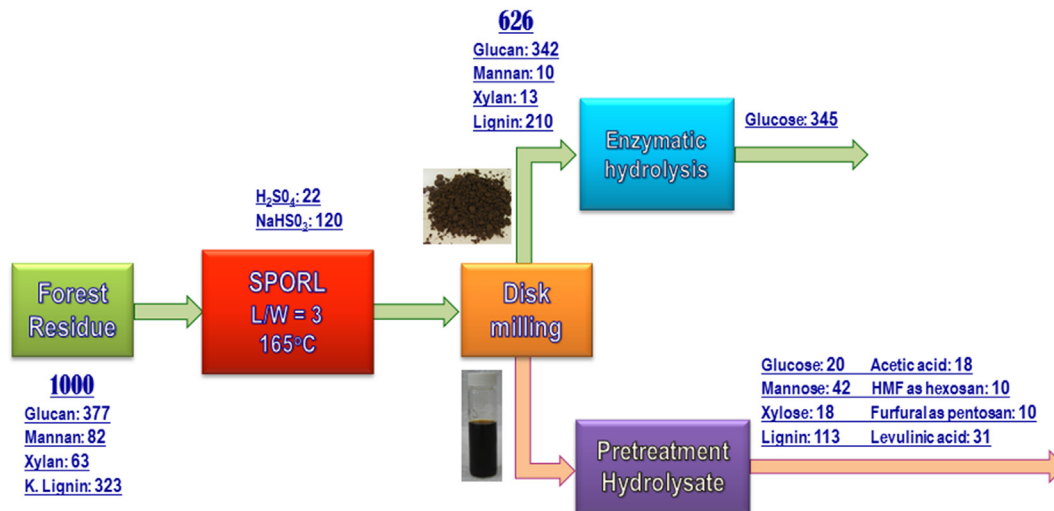 626
Glucan: 342
Mannan: 10
Xylan: 13
Lignin: 210
Enzymatic
hydrolysis
Glucose: 345
H₂S0₄: 22
NaHS0₃: 120
Forest
Residue
SPORL
L/W = 3
165°C
Disk
milling
1000
Glucan: 377
Mannan: 82
Xylan: 63
K. Lignin: 323
Pretreatment
Hydrolysate
Glucose: 20 Acetic acid: 18
Mannose: 42 HMF as hexosan: 10
Xylose: 18 Furfural as pentosan: 10
Lignin: 113 Levulinic acid: 31